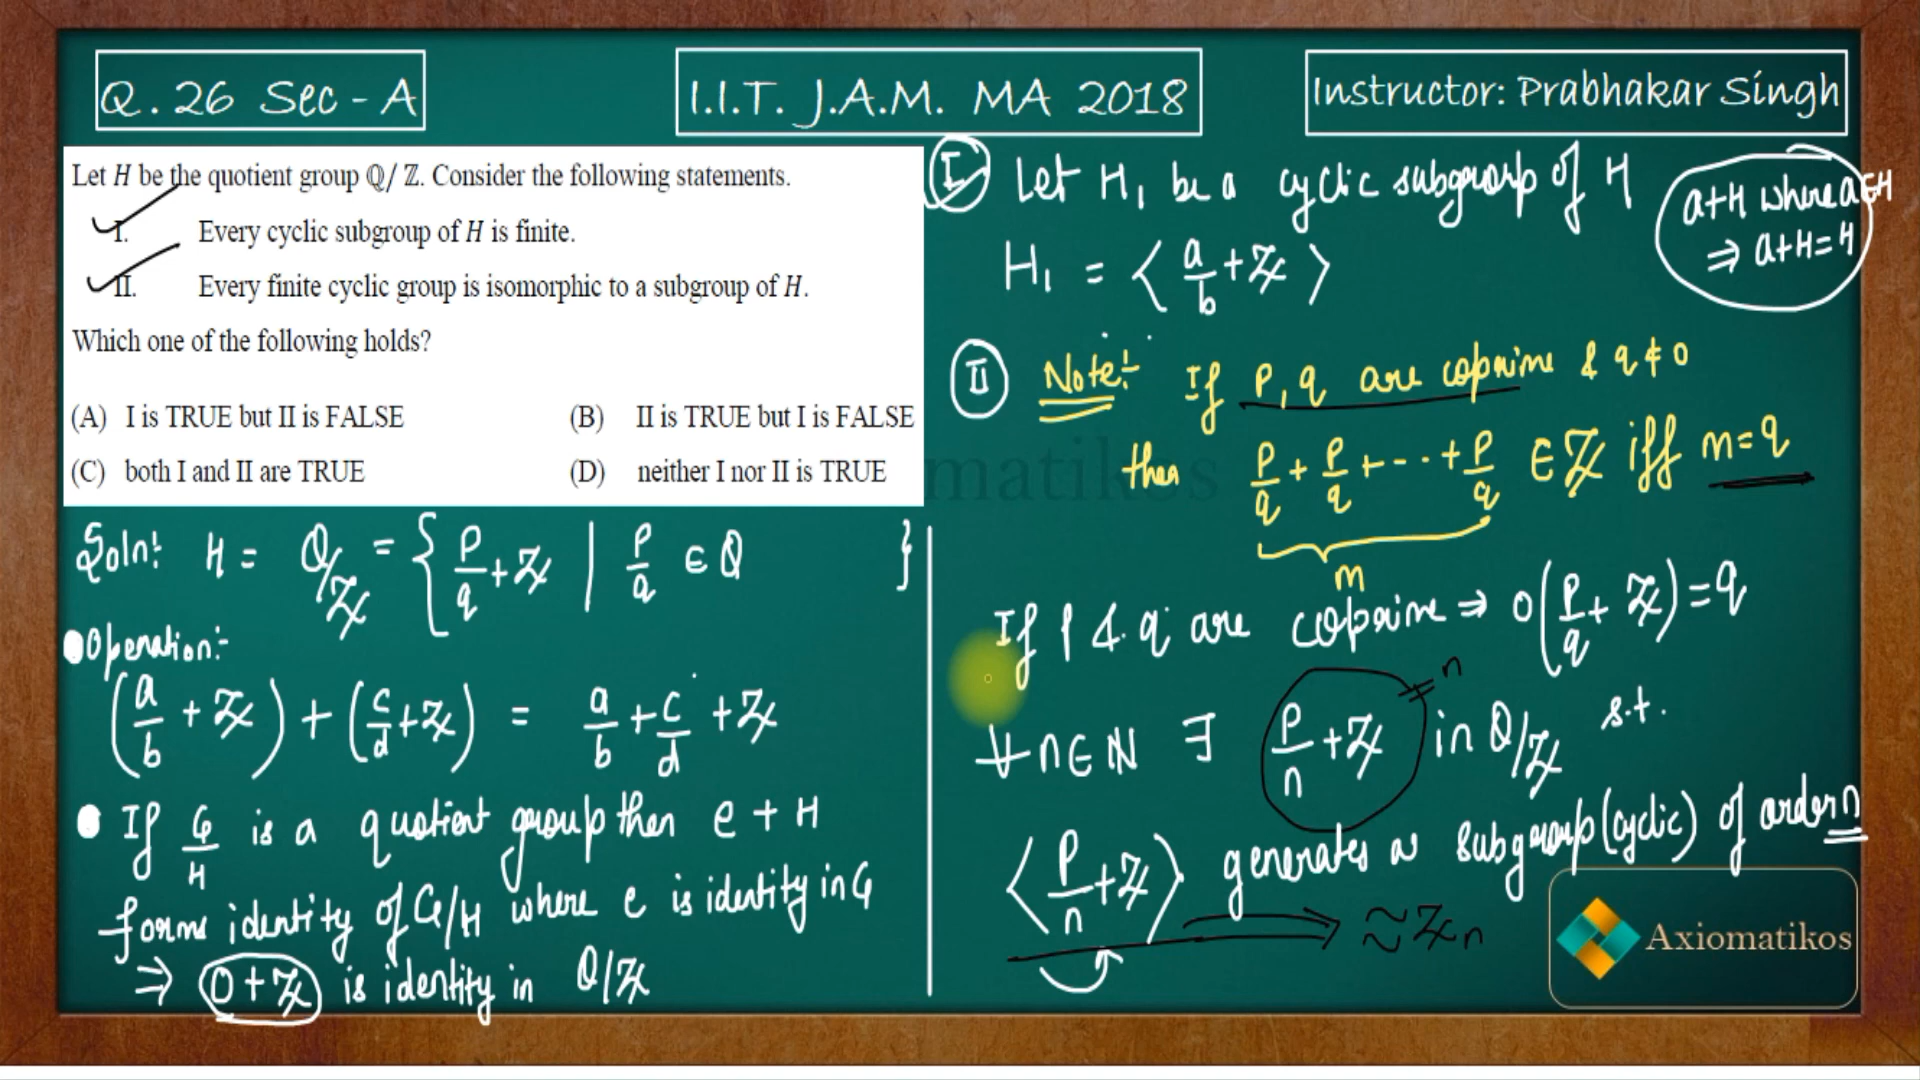 Q. 26 Sec - A
I.I.T. J.A.M. MA 2018
Instructor: Prabhakar Singh
Let H be the quotient group ℚ/ ℤ. Consider the following statements.
I. Every cyclic subgroup of H is finite.
II. Every finite cyclic group is isomorphic to a subgroup of H.
Which one of the following holds?
(A) I is TRUE but II is FALSE
(B) II is TRUE but I is FALSE
(C) both I and II are TRUE
(D) neither I nor II is TRUE
Soln: H = ℚ/ℤ = { p/q + ℤ | p/q ∈ ℚ }
Operation:-
(a/b + ℤ) + (c/d + ℤ) = a/b + c/d + ℤ
If G/H is a quotient group then e + H
forms identity of G/H where e is identity in G
⇒ 0 + ℤ is identity in ℚ/ℤ
I Let H₁ be a cyclic subgroup of H
H₁ = ⟨ a/b + ℤ ⟩
a+H where a∈H
⇒ a+H=H
II Note:- If p, q are coprime & q ≠ 0
then p/q + p/q + --- + p/q ∈ ℤ iff m=q
m
If p & q are coprime ⇒ o(p/q + ℤ) = q
n
∀ n ∈ ℕ ∃ p/n + ℤ in ℚ/ℤ s.t.
⟨ p/n + ℤ ⟩ generates a subgroup (cyclic) of order n
⇒ ≈ ℤn
Axiomatikos
matikos